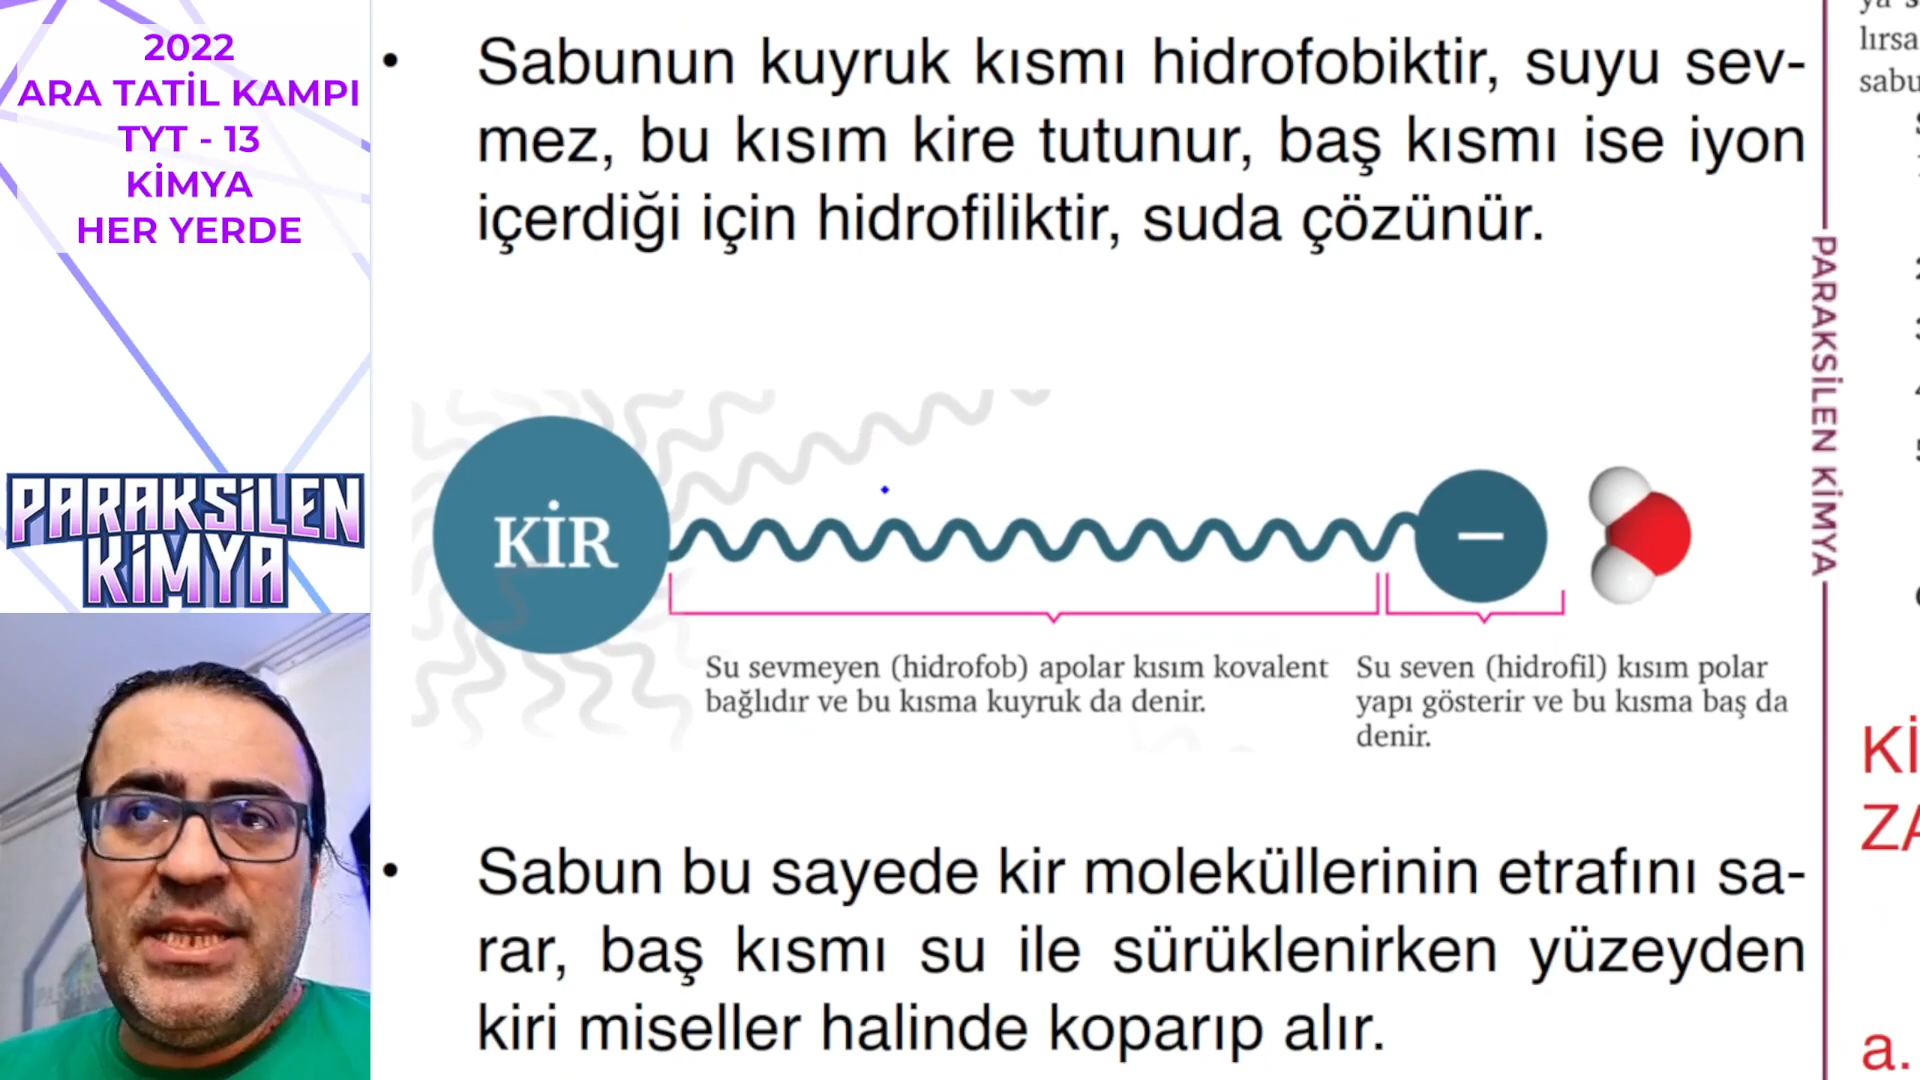 2022
ARA TATİL KAMPI
TYT - 13
KİMYA
HER YERDE
PARAKSİLEN
KİMYA
• Sabunun kuyruk kısmı hidrofobiktir, suyu sev-
mez, bu kısım kire tutunur, baş kısmı ise iyon
içerdiği için hidrofiliktir, suda çözünür.
KİR
−
Su sevmeyen (hidrofob) apolar kısım kovalent
bağlıdır ve bu kısma kuyruk da denir.
Su seven (hidrofil) kısım polar
yapı gösterir ve bu kısma baş da
denir.
• Sabun bu sayede kir moleküllerinin etrafını sa-
rar, baş kısmı su ile sürüklenirken yüzeyden
kiri miseller halinde koparıp alır.
PARAKSİLEN KİMYA
lırsa
sabu
Kİ
ZA
a.